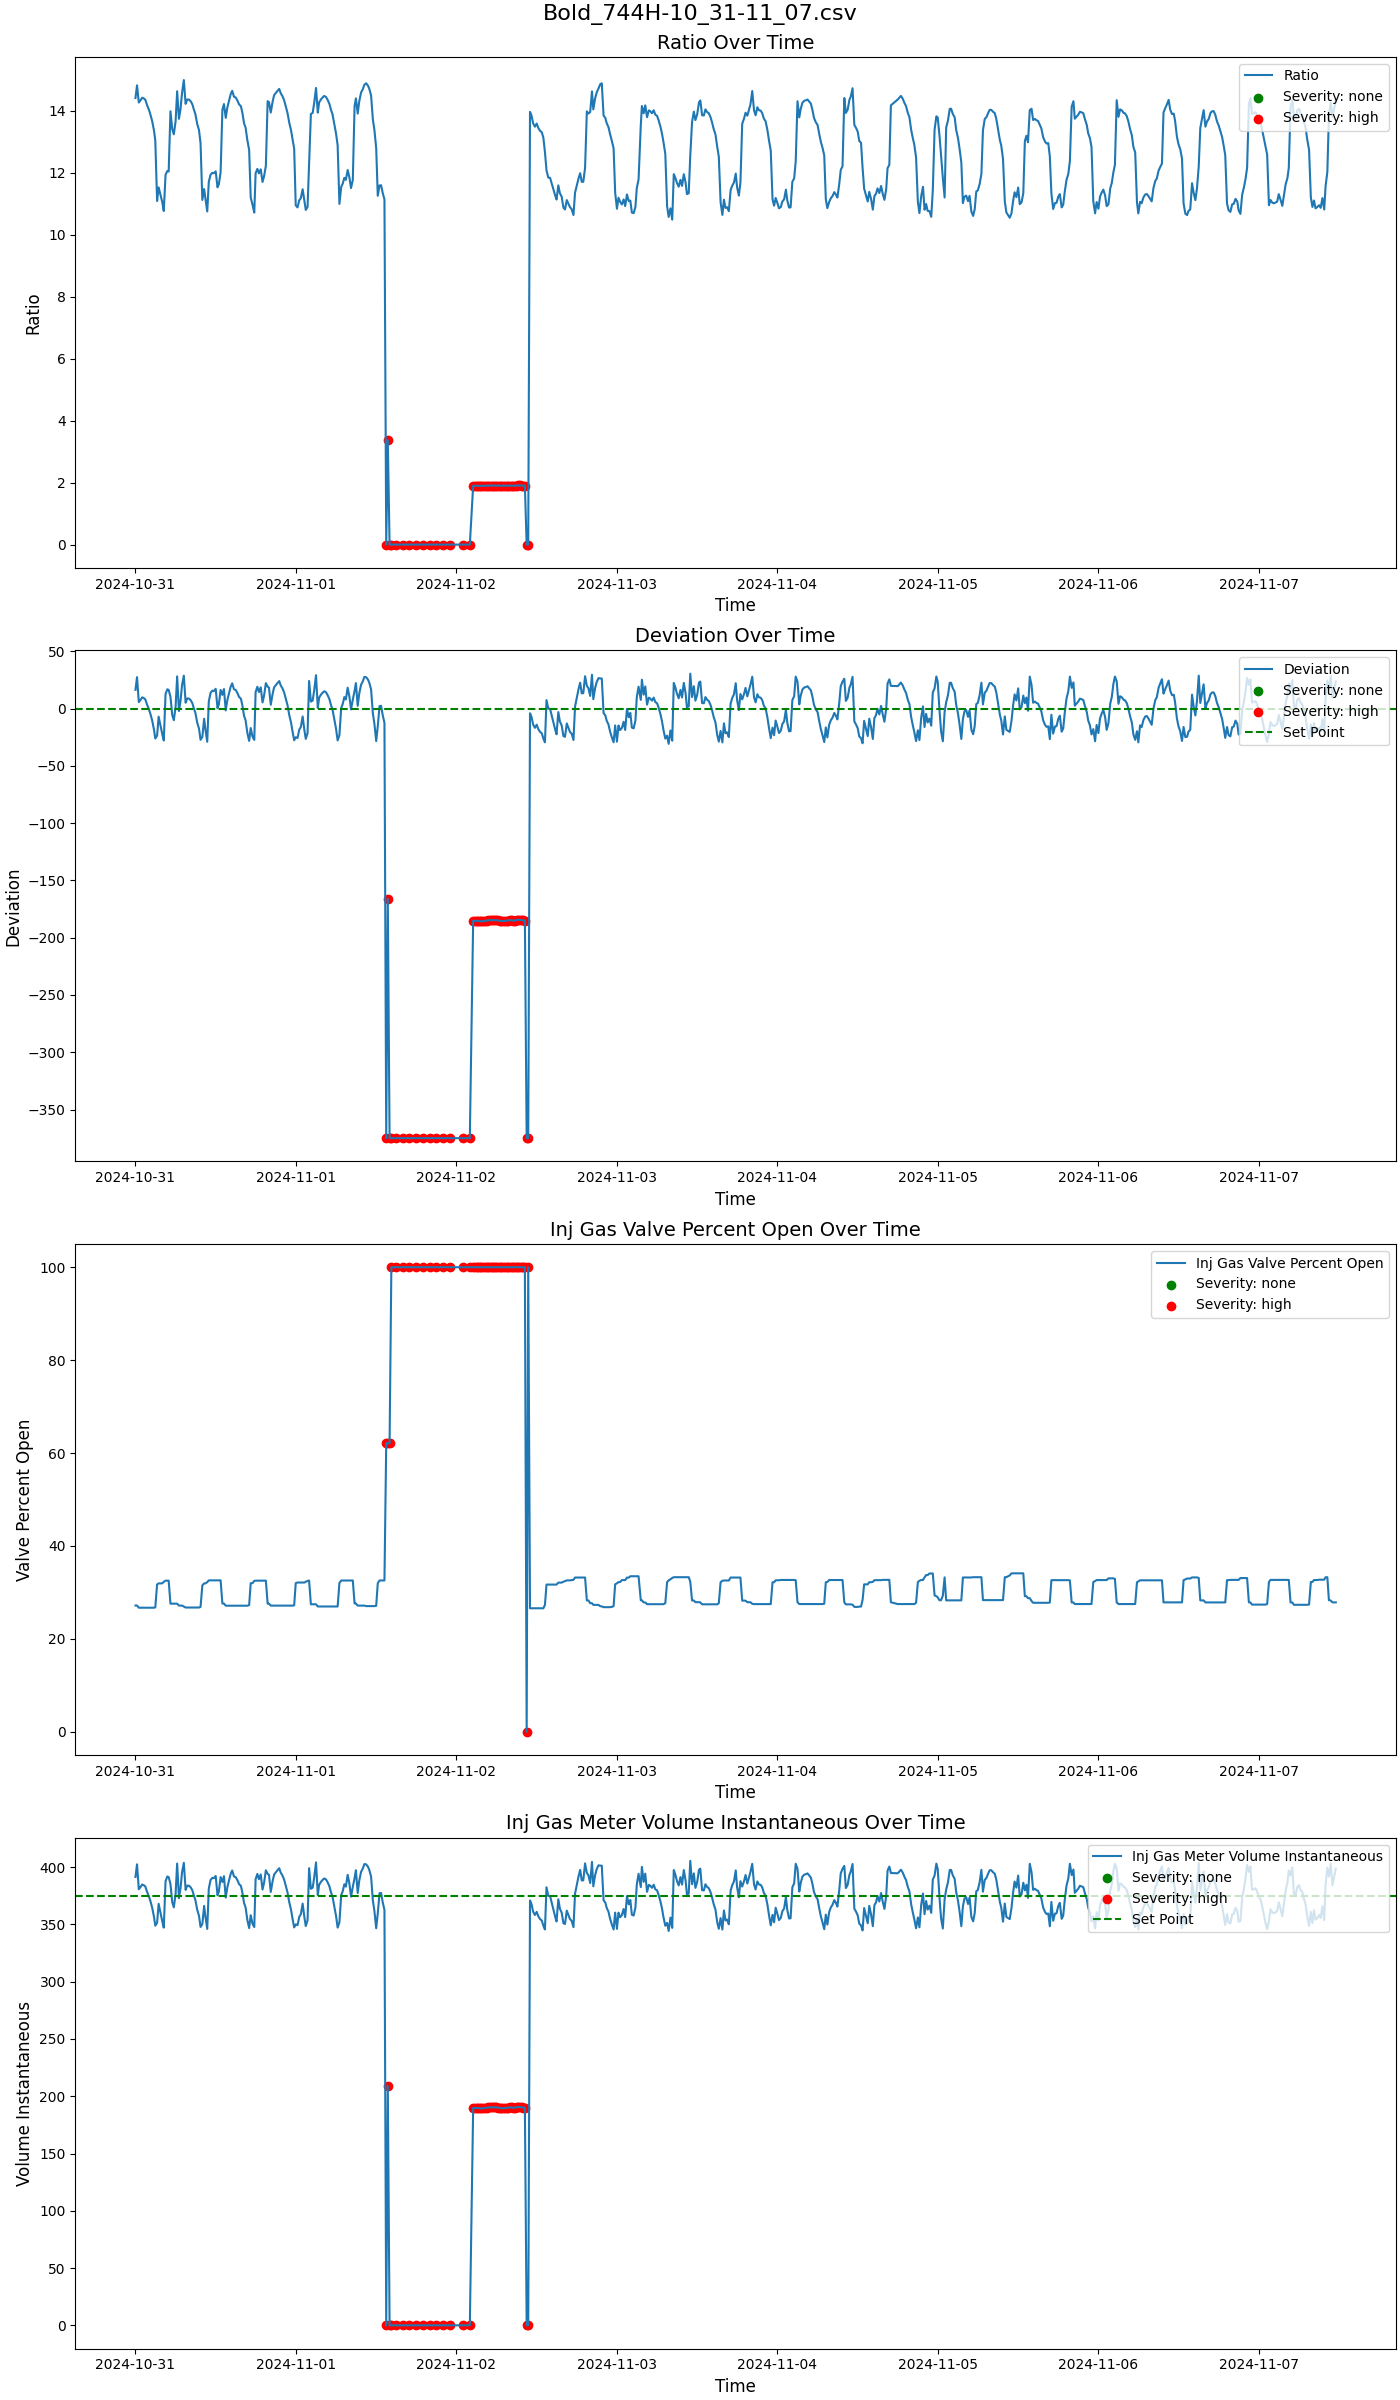 Bold_744H-10_31-11_07.csv
Ratio Over Time
Ratio
Severity: none
Severity: high
14
12
10
8
6
4
2
0
Ratio
2024-10-31 2024-11-01 2024-11-02 2024-11-03 2024-11-04 2024-11-05 2024-11-06 2024-11-07
Time
Deviation Over Time
Deviation
Severity: none
Severity: high
Set Point
50
0
−50
−100
−150
−200
−250
−300
−350
Deviation
2024-10-31 2024-11-01 2024-11-02 2024-11-03 2024-11-04 2024-11-05 2024-11-06 2024-11-07
Time
Inj Gas Valve Percent Open Over Time
Inj Gas Valve Percent Open
Severity: none
Severity: high
100
80
60
40
20
0
Valve Percent Open
2024-10-31 2024-11-01 2024-11-02 2024-11-03 2024-11-04 2024-11-05 2024-11-06 2024-11-07
Time
Inj Gas Meter Volume Instantaneous Over Time
Inj Gas Meter Volume Instantaneous
Severity: none
Severity: high
Set Point
400
350
300
250
200
150
100
50
0
Volume Instantaneous
2024-10-31 2024-11-01 2024-11-02 2024-11-03 2024-11-04 2024-11-05 2024-11-06 2024-11-07
Time